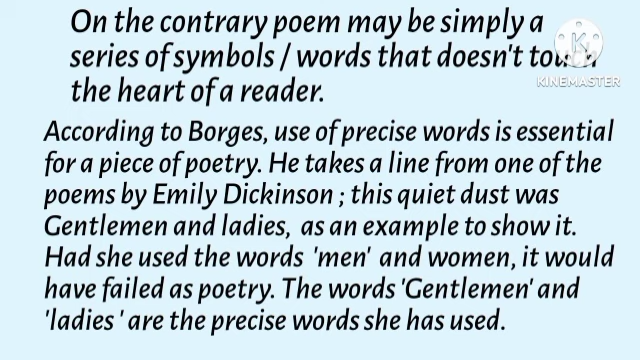 On the contrary poem may be simply a
series of symbols / words that doesn't touch
the heart of a reader.
KINEMASTER
According to Borges, use of precise words is essential
for a piece of poetry. He takes a line from one of the
poems by Emily Dickinson ; this quiet dust was
Gentlemen and ladies, as an example to show it.
Had she used the words 'men' and women, it would
have failed as poetry. The words 'Gentlemen' and
'ladies ' are the precise words she has used.